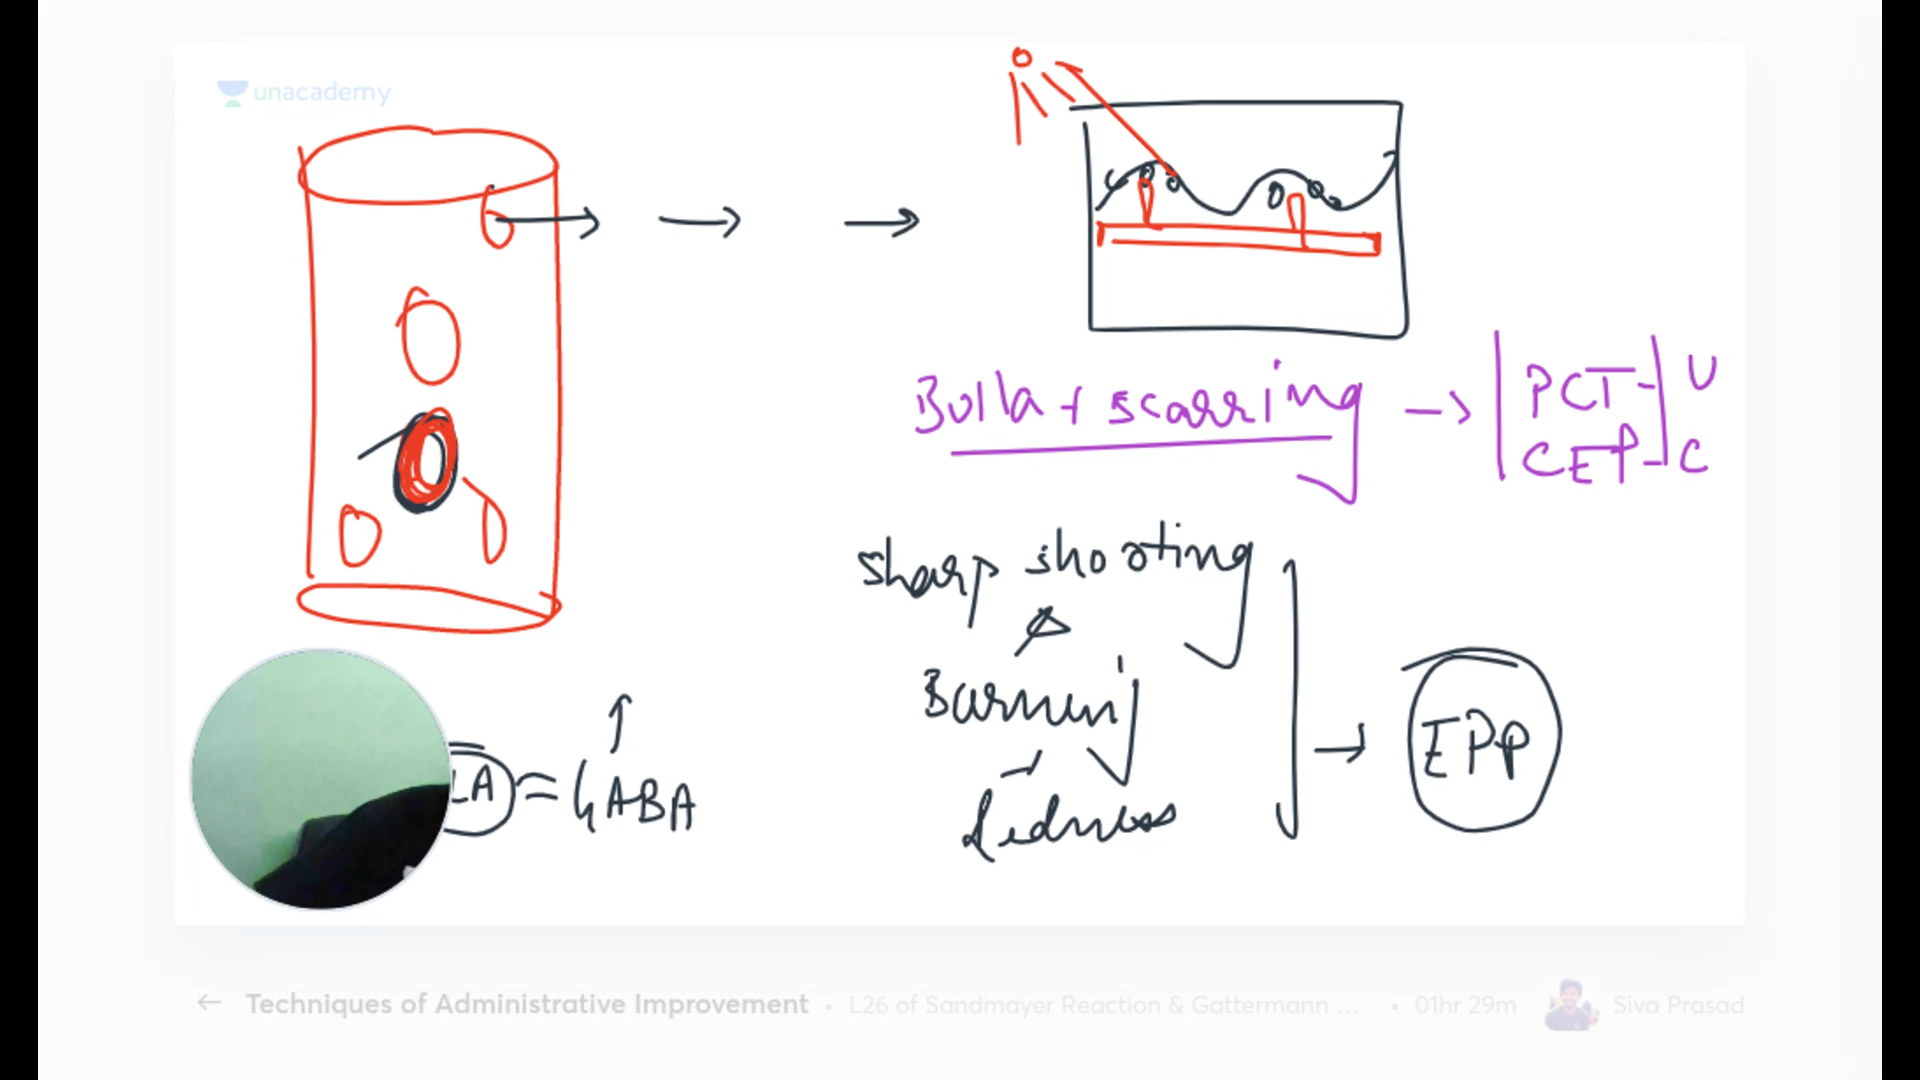 unacademy
Bulla + scarring → PCT - U
CEP - C
sharp shooting
Burning
Redness
→ EPP
LA = GABA
Techniques of Administrative Improvement • L26 of Sandmayer Reaction & Gattermann ... • 01hr 29m Siva Prasad